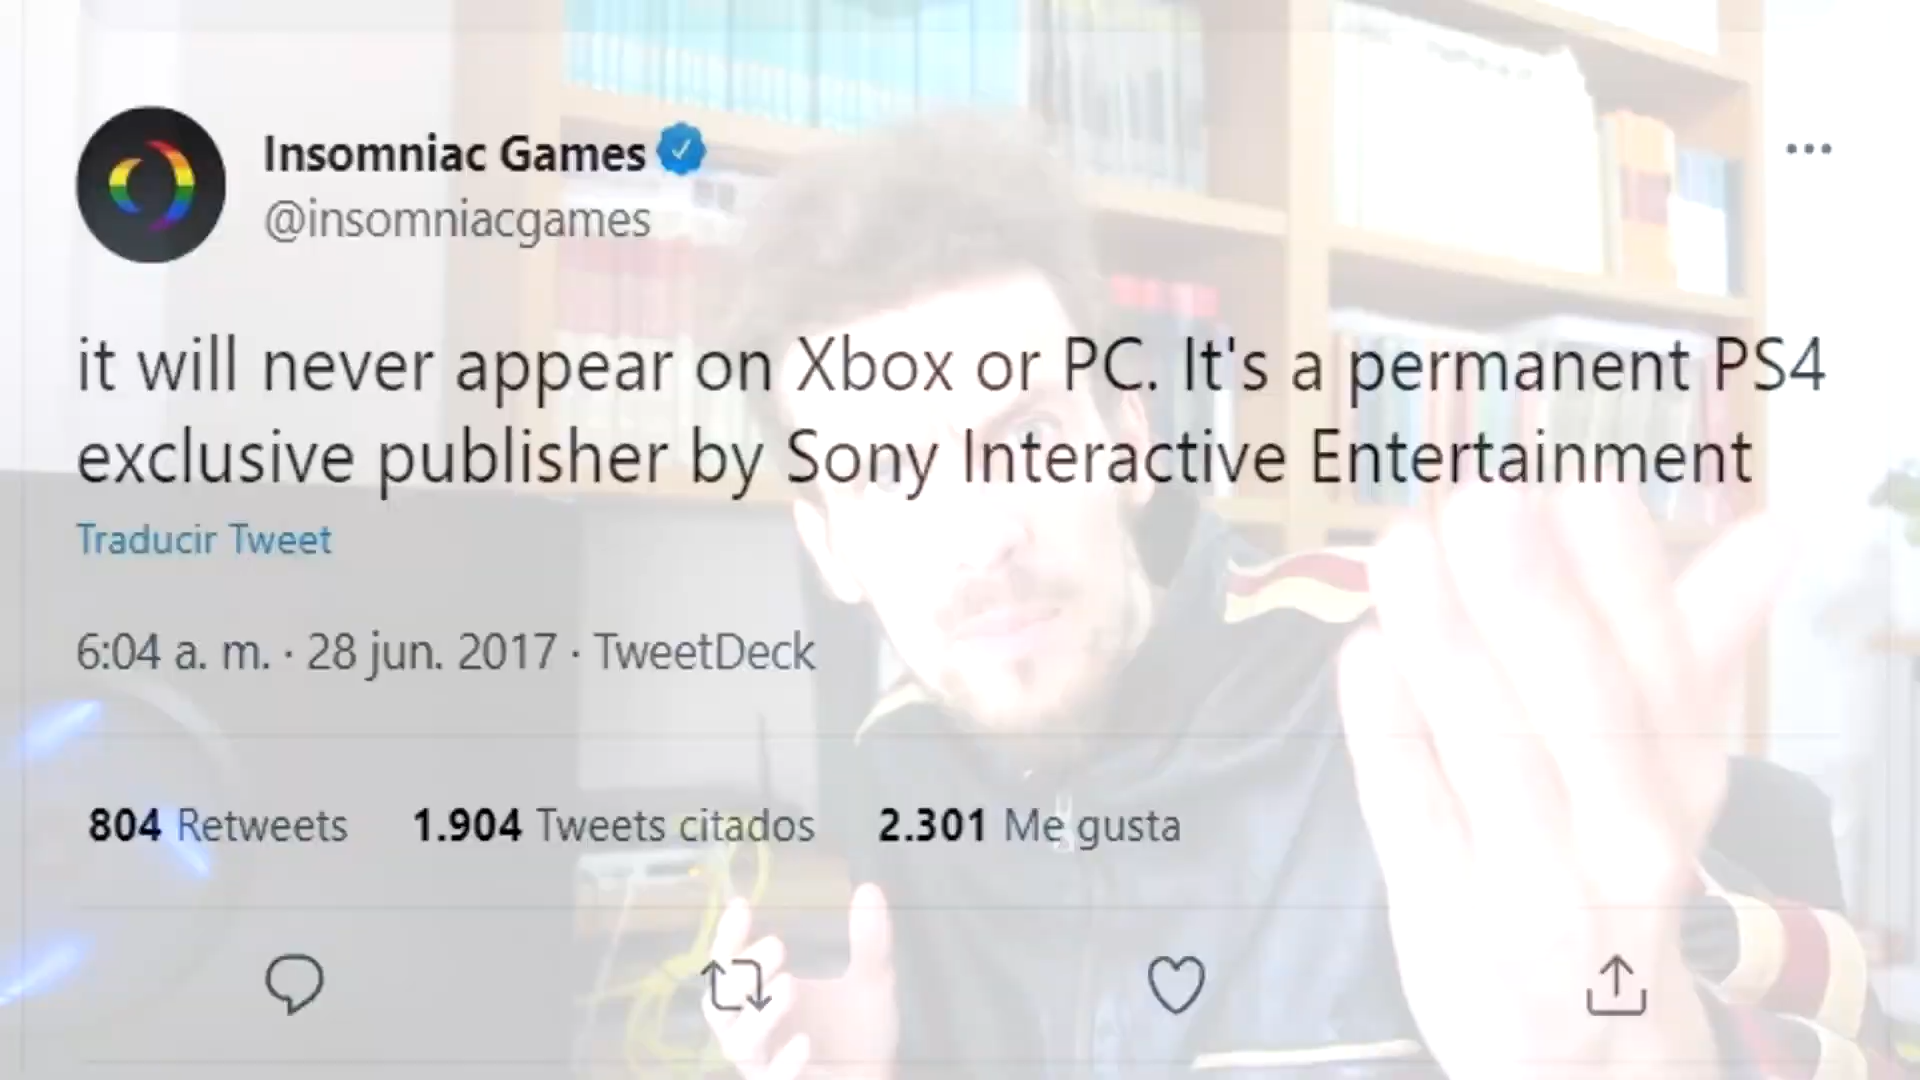 Insomniac Games
@insomniacgames
it will never appear on Xbox or PC. It's a permanent PS4
exclusive publisher by Sony Interactive Entertainment
Traducir Tweet
6:04 a. m. · 28 jun. 2017 · TweetDeck
804 Retweets 1.904 Tweets citados 2.301 Me gusta